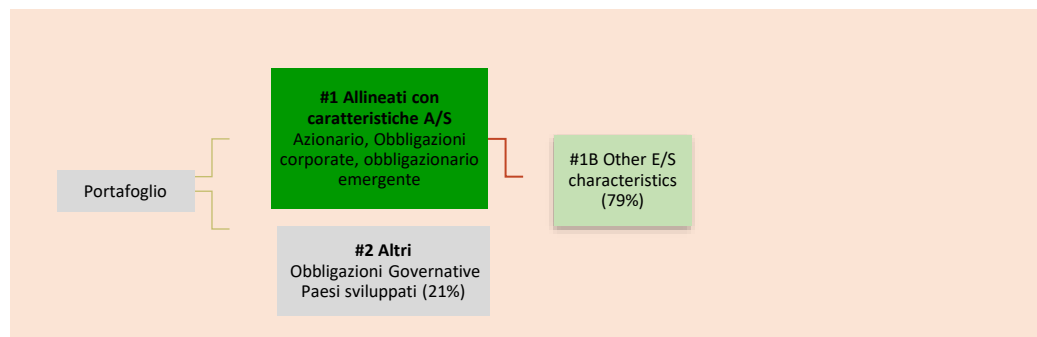 Portafoglio
#1 Allineati con
caratteristiche A/S
Azionario, Obbligazioni
corporate, obbligazionario
emergente
#1B Other E/S
characteristics
(79%)
#2 Altri
Obbligazioni Governative
Paesi sviluppati (21%)